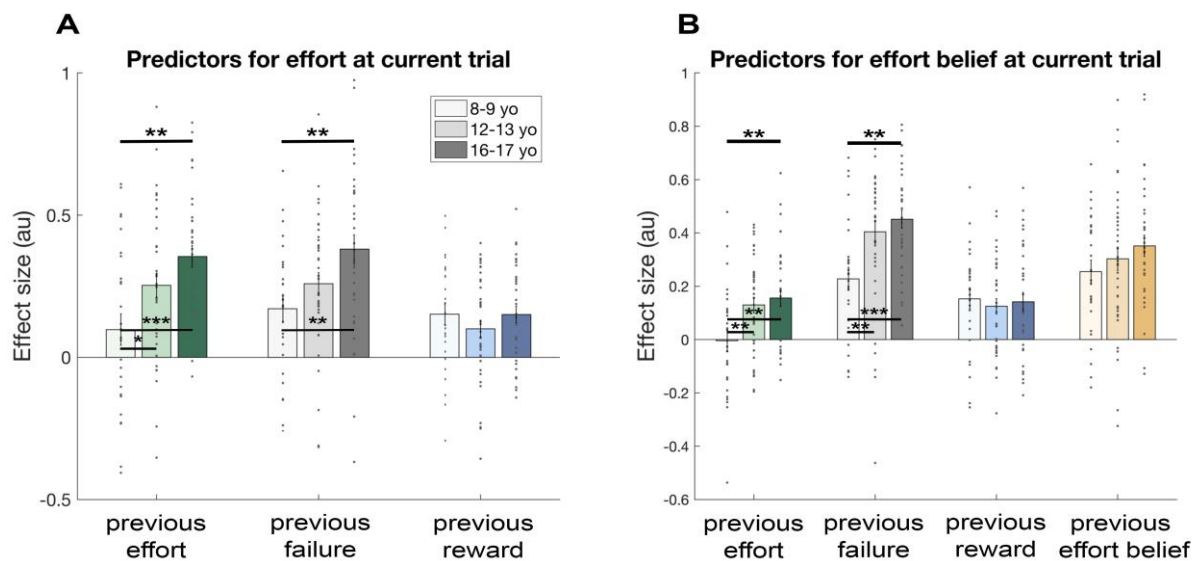 A
Predictors for effort at current trial
1
0.5
0
-0.5
Effect size (au)
8-9 yo
12-13 yo
16-17 yo
**
**
***
*
**
previous
effort
previous
failure
previous
reward
B
Predictors for effort belief at current trial
1
0.8
0.6
0.4
0.2
0
0.2
0.4
-0.6
Effect size (au)
**
**
**
**
***
**
previous
effort
previous
failure
previous
reward
previous
effort belief